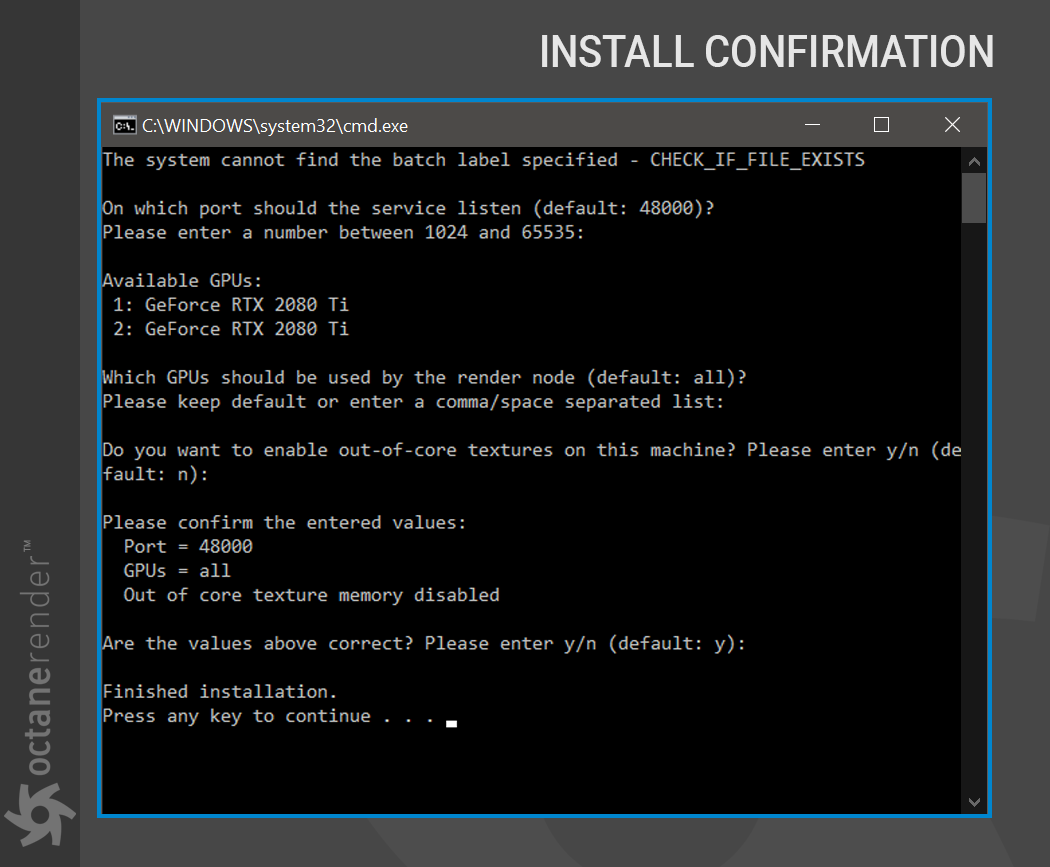 INSTALL CONFIRMATION
C:\WINDOWS\system32\cmd.exe
The system cannot find the batch label specified - CHECK_IF_FILE_EXISTS
On which port should the service listen (default: 48000)?
Please enter a number between 1024 and 65535:
Available GPUs:
1: GeForce RTX 2080 Ti
2: GeForce RTX 2080 Ti
Which GPUs should be used by the render node (default: all)?
Please keep default or enter a comma/space separated list:
Do you want to enable out-of-core textures on this machine? Please enter y/n (de
fault: n):
Please confirm the entered values:
Port = 48000
GPUs = all
Out of core texture memory disabled
Are the values above correct? Please enter y/n (default: y):
Finished installation.
Press any key to continue . . .
octanerender™